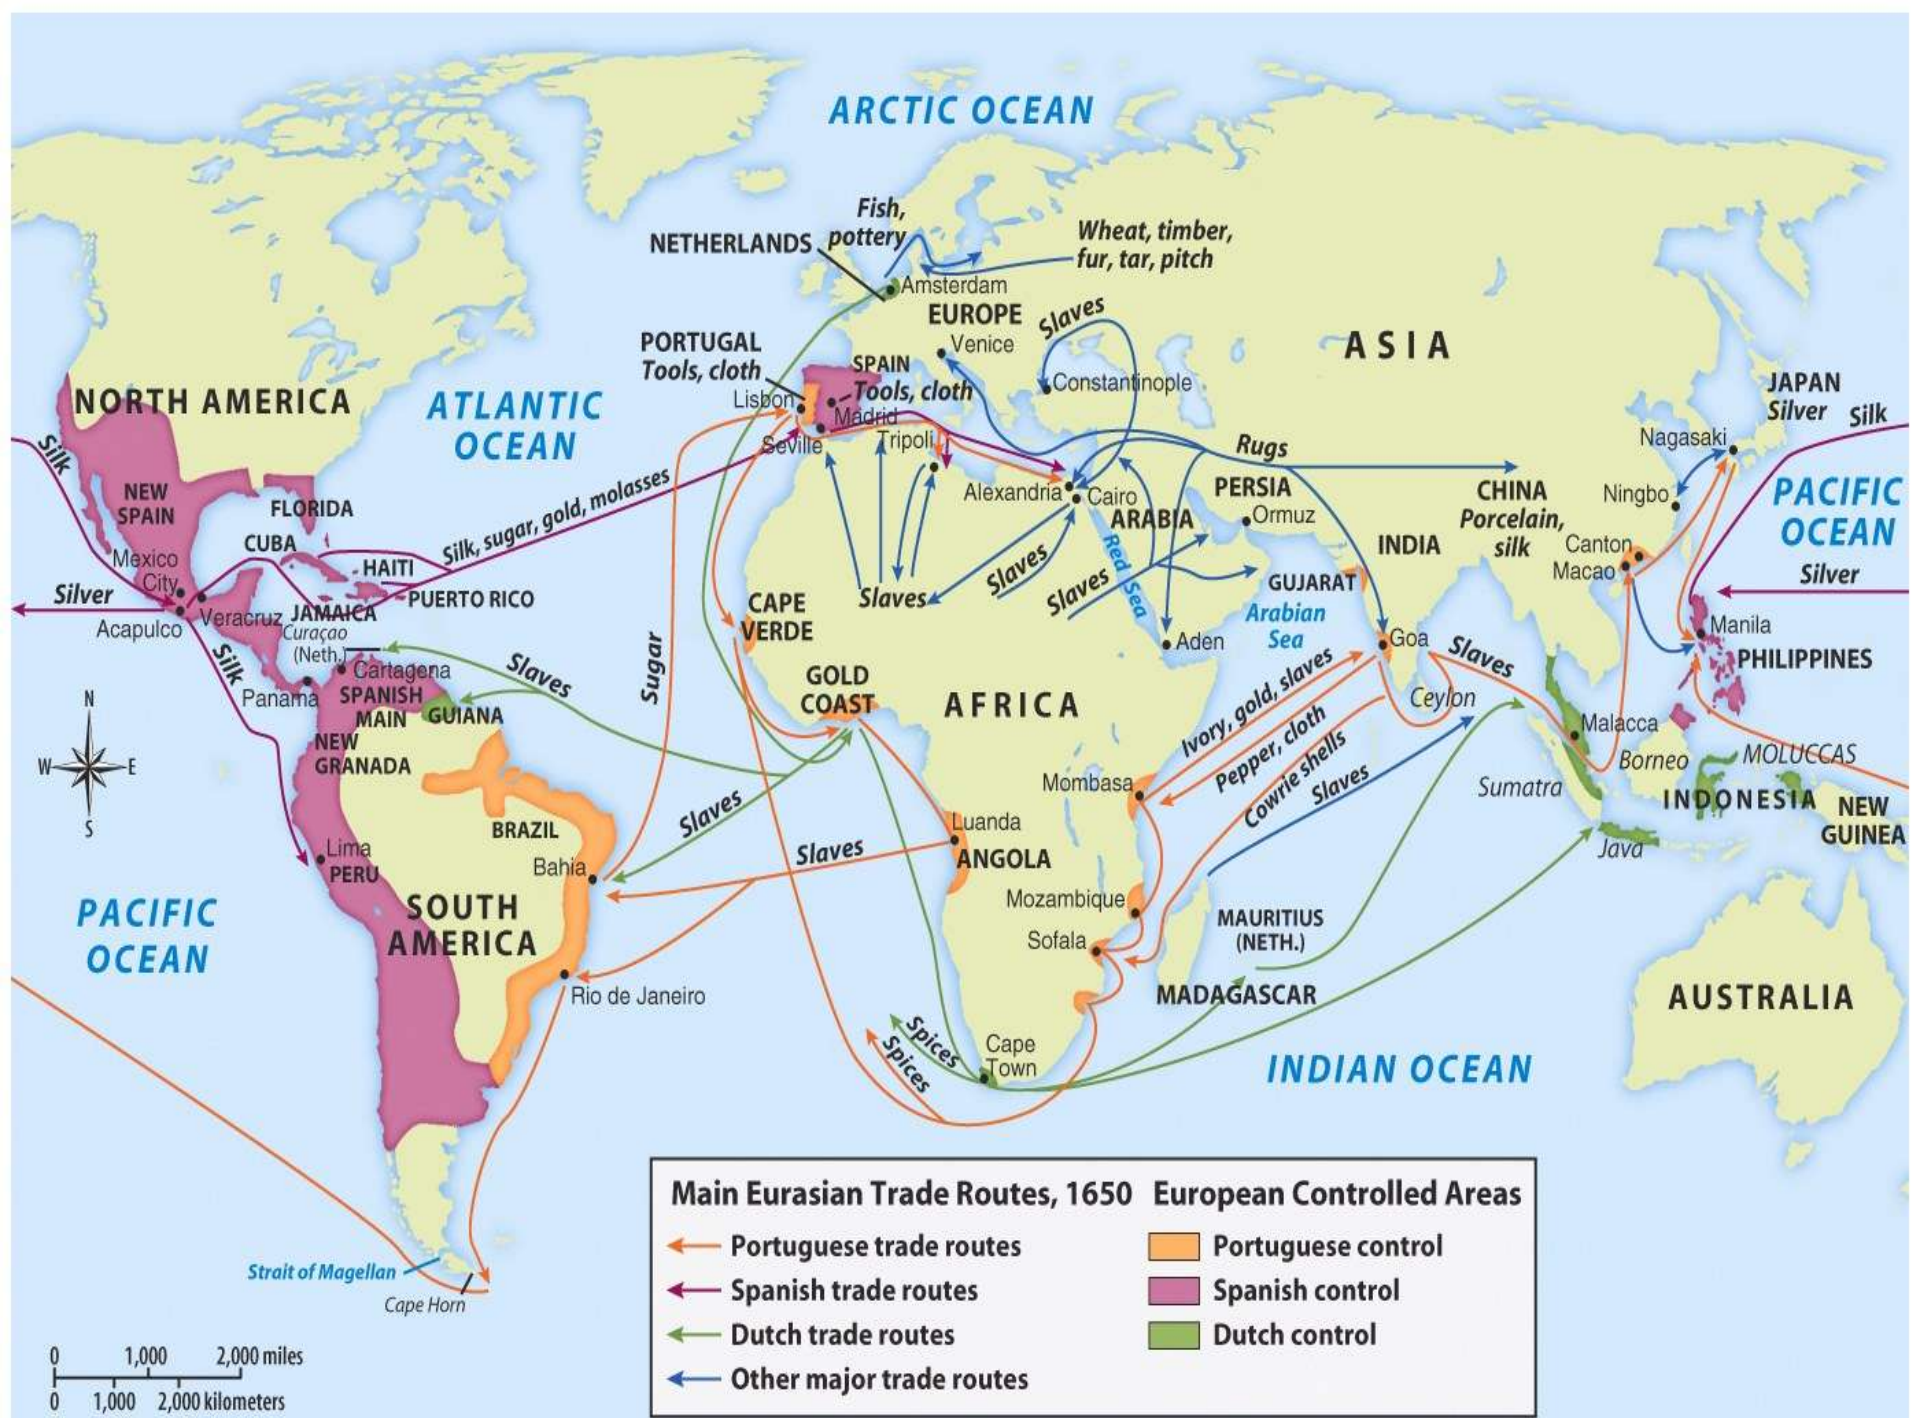 ARCTIC OCEAN
Fish,
pottery
NETHERLANDS
Wheat, timber,
fur, tar, pitch
Amsterdam
EUROPE
Slaves
Venice
ASIA
PORTUGAL
Tools, cloth
SPAIN
Tools, cloth
Constantinople
Lisbon
Madrid
Seville
Tripoli
JAPAN
Silver
Silk
NORTH AMERICA
ATLANTIC
OCEAN
Silk
Rugs
Nagasaki
Alexandria
Cairo
PERSIA
Ormuz
CHINA
Porcelain,
silk
Ningbo
PACIFIC
OCEAN
NEW
SPAIN
FLORIDA
Silk, sugar, gold, molasses
ARABIA
INDIA
Canton
Macao
CUBA
HAITI
Mexico
City
Red Sea
Slaves
Slaves
Slaves
GUJARAT
Silver
Silver
PUERTO RICO
JAMAICA
Veracruz
Acapulco
Curaçao
(Neth.)
CAPE
VERDE
Arabian
Sea
Aden
Goa
Manila
PHILIPPINES
Silk
Cartagena
Panama
SPANISH
MAIN
GUIANA
Slaves
Sugar
GOLD
COAST
AFRICA
Slaves
Ceylon
Ivory, gold, slaves
Pepper, cloth
Cowrie shells
Slaves
Malacca
Borneo
MOLUCCAS
Sumatra
INDONESIA
NEW
GUINEA
Java
N
W
E
S
NEW
GRANADA
Mombasa
BRAZIL
Slaves
Luanda
ANGOLA
Lima
PERU
Bahia
Slaves
Mozambique
SOUTH
AMERICA
PACIFIC
OCEAN
Sofala
MAURITIUS
(NETH.)
MADAGASCAR
Rio de Janeiro
AUSTRALIA
Spices
Spices
Cape
Town
INDIAN OCEAN
Strait of Magellan
Cape Horn
0 1,000 2,000 miles
0 1,000 2,000 kilometers
Main Eurasian Trade Routes, 1650
Portuguese trade routes
Spanish trade routes
Dutch trade routes
Other major trade routes
European Controlled Areas
Portuguese control
Spanish control
Dutch control